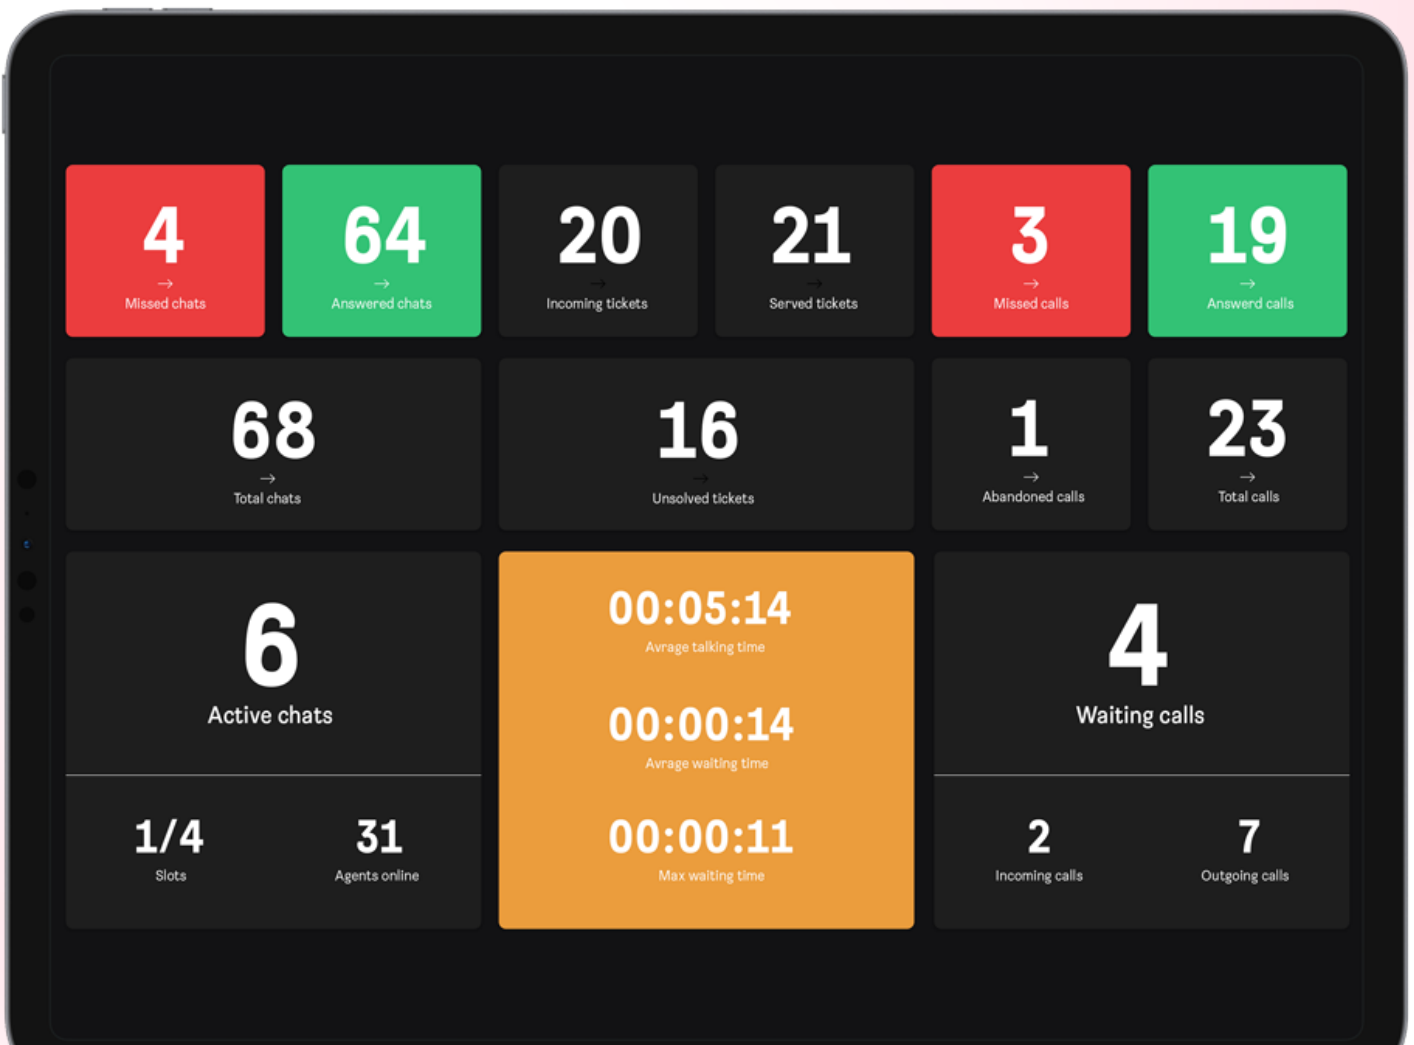 4
→
Missed chats
64
→
Answered chats
20
→
Incoming tickets
21
→
Served tickets
3
→
Missed calls
19
→
Answerd calls
68
→
Total chats
16
→
Unsolved tickets
1
→
Abandoned calls
23
→
Total calls
6
Active chats
1/4
Slots
31
Agents online
00:05:14
Avrage talking time
00:00:14
Avrage waiting time
00:00:11
Max waiting time
4
Waiting calls
2
Incoming calls
7
Outgoing calls